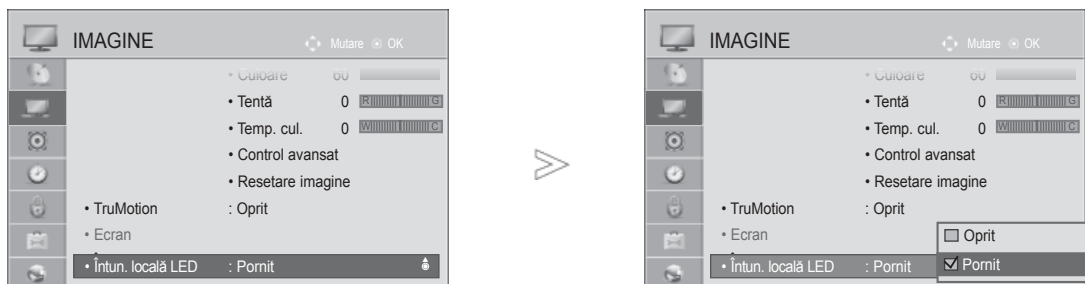 IMAGINE Mutare OK
• Culoare 60
• Tentă 0 R G
• Temp. cul. 0 W C
• Control avansat
• Resetare imagine
• TruMotion : Oprit
• Ecran
• Întun. locală LED : Pornit
IMAGINE Mutare OK
• Culoare 60
• Tentă 0 R G
• Temp. cul. 0 W C
• Control avansat
• Resetare imagine
• TruMotion : Oprit
• Ecran
Oprit
• Întun. locală LED : Pornit
Pornit